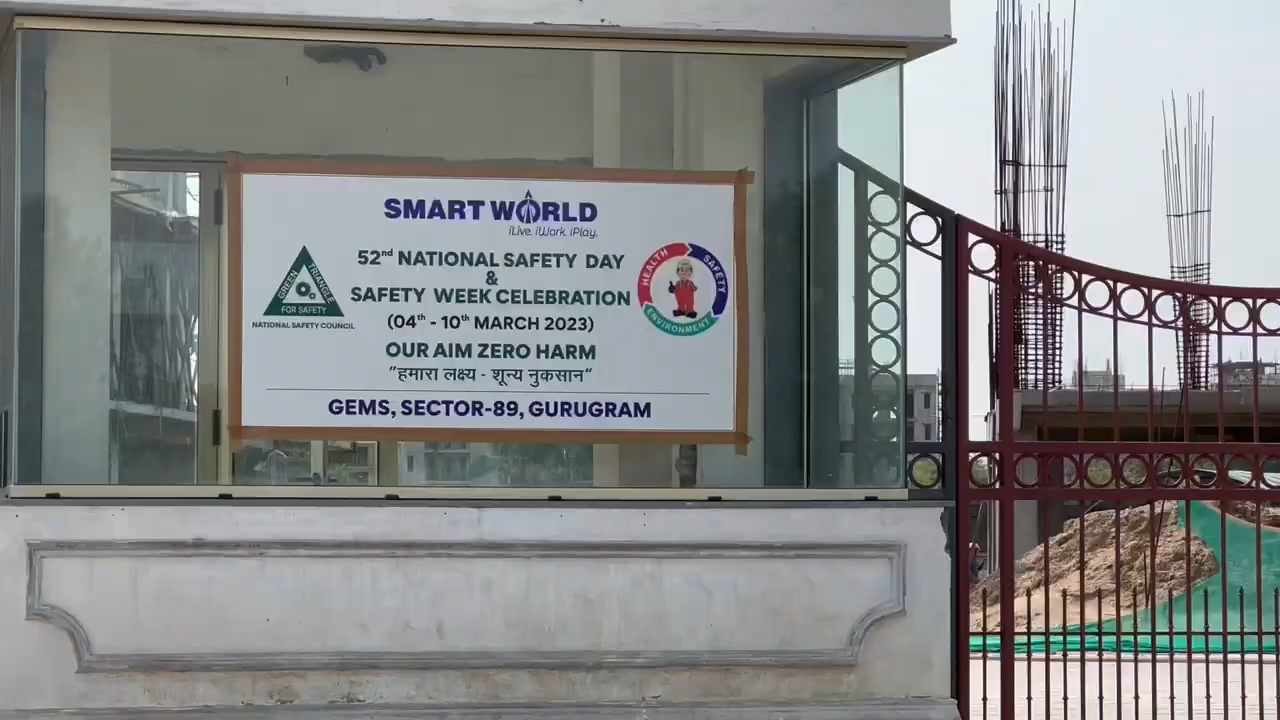 SMART WORLD
iLive. iWork. iPlay.
52nd NATIONAL SAFETY DAY
&
SAFETY WEEK CELEBRATION
(04th - 10th MARCH 2023)
OUR AIM ZERO HARM
"हमारा लक्ष्य - शून्य नुकसान"
GEMS, SECTOR-89, GURUGRAM
GREEN TRIANGLE
FOR SAFETY
NATIONAL SAFETY COUNCIL
HEALTH
SAFETY
ENVIRONMENT